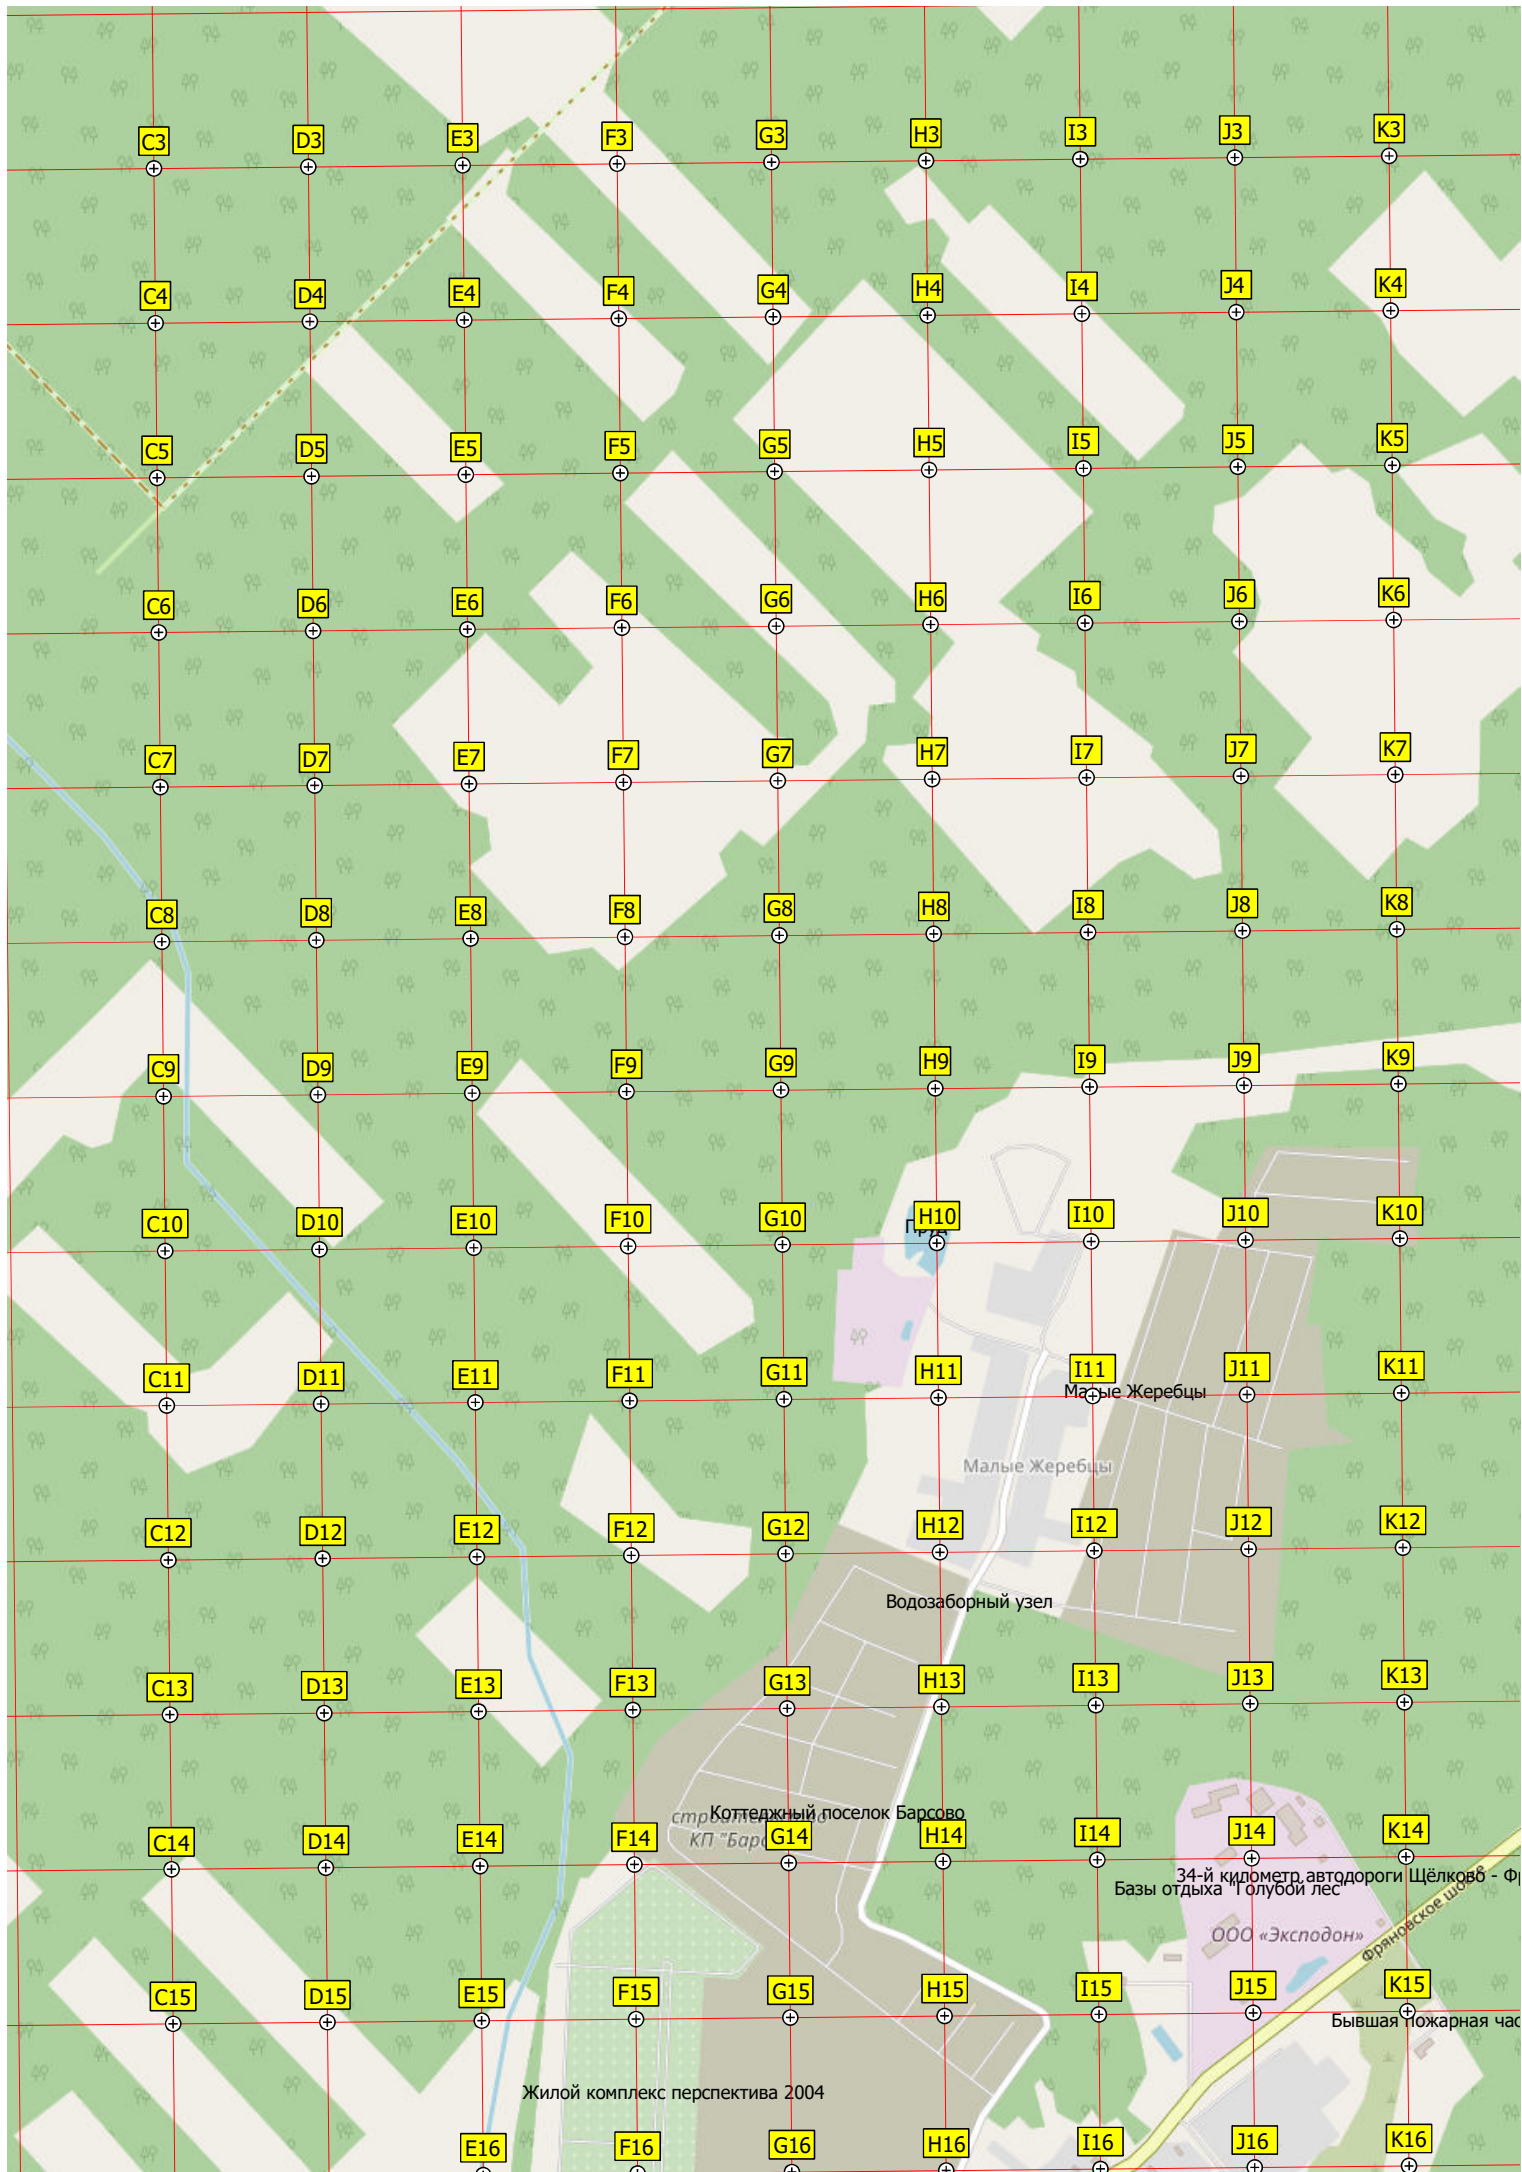 C3 D3 E3 F3 G3 H3 I3 J3 K3
C4 D4 E4 F4 G4 H4 I4 J4 K4
C5 D5 E5 F5 G5 H5 I5 J5 K5
C6 D6 E6 F6 G6 H6 I6 J6 K6
C7 D7 E7 F7 G7 H7 I7 J7 K7
C8 D8 E8 F8 G8 H8 I8 J8 K8
C9 D9 E9 F9 G9 H9 I9 J9 K9
C10 D10 E10 F10 G10 H10 I10 J10 K10
Пруд
C11 D11 E11 F11 G11 H11 I11 J11 K11
Малые Жеребцы
Малые Жеребцы
C12 D12 E12 F12 G12 H12 I12 J12 K12
Водозаборный узел
C13 D13 E13 F13 G13 H13 I13 J13 K13
Коттеджный поселок Барсово
строительство
КП "Барс
C14 D14 E14 F14 G14 H14 I14 J14 K14
34-й километр автодороги Щёлково - Ф
Базы отдыха "Голубой лес"
ООО «Эксподон»
Фряновское шоссе
C15 D15 E15 F15 G15 H15 I15 J15 K15
Бывшая пожарная час
Жилой комплекс перспектива 2004
E16 F16 G16 H16 I16 J16 K16